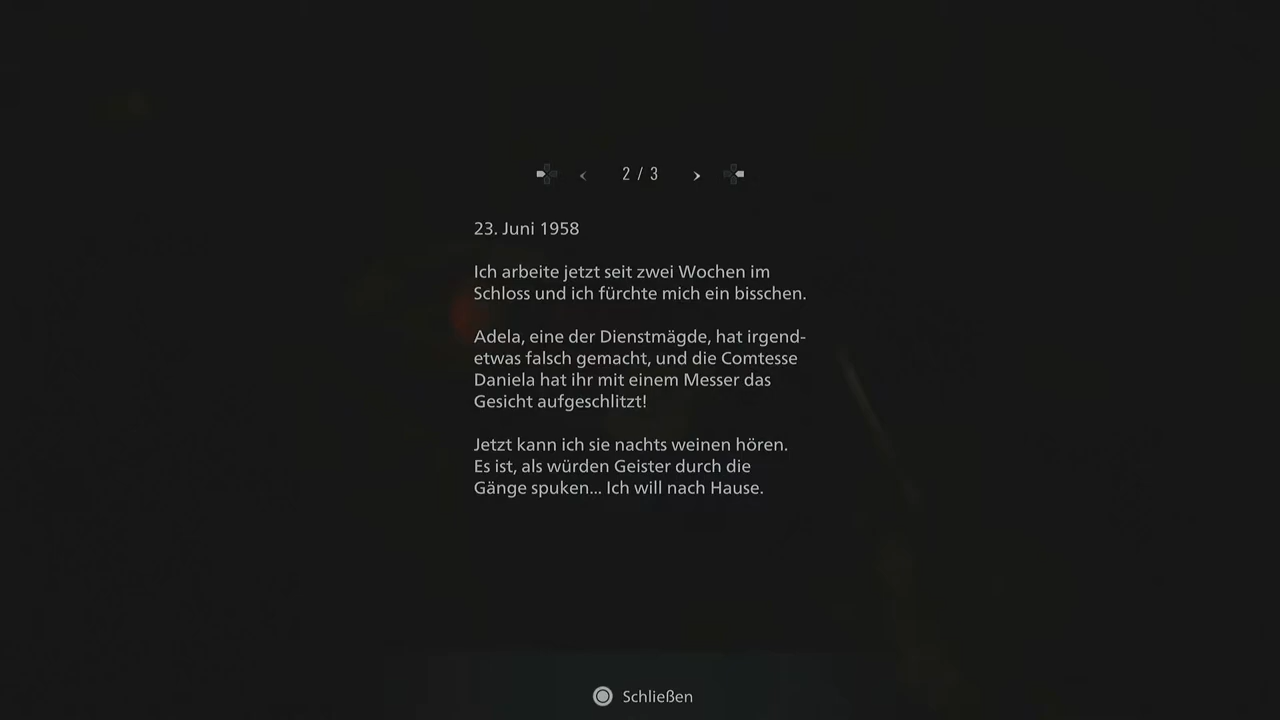 2 / 3
23. Juni 1958
Ich arbeite jetzt seit zwei Wochen im
Schloss und ich fürchte mich ein bisschen.
Adela, eine der Dienstmägde, hat irgend-
etwas falsch gemacht, und die Comtesse
Daniela hat ihr mit einem Messer das
Gesicht aufgeschlitzt!
Jetzt kann ich sie nachts weinen hören.
Es ist, als würden Geister durch die
Gänge spuken... Ich will nach Hause.
Schließen